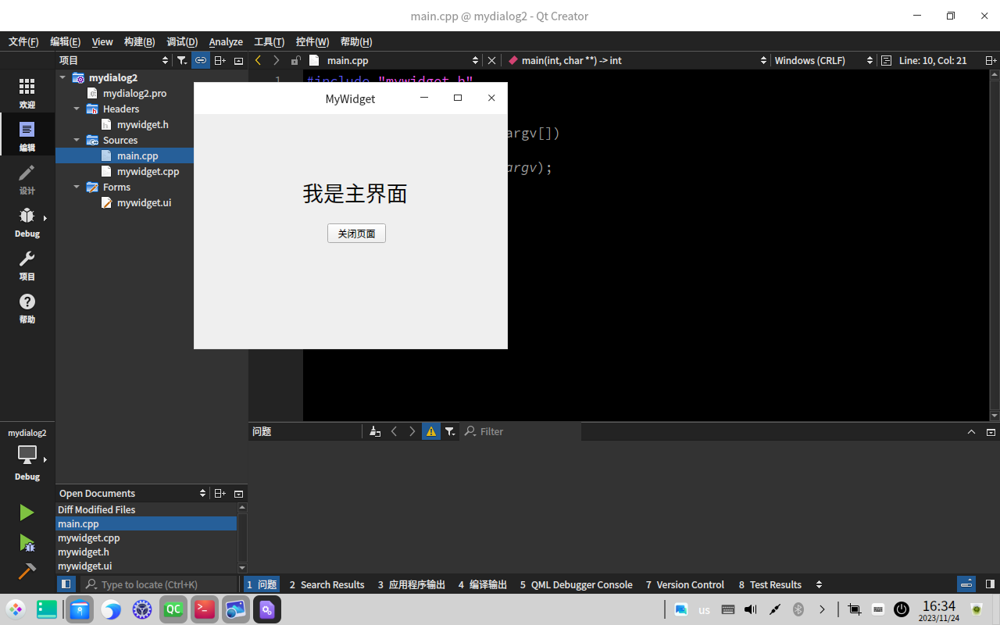 main.cpp @ mydialog2 - Qt Creator
文件(F) 编辑(E) View 构建(B) 调试(D) Analyze 工具(T) 控件(W) 帮助(H)
项目
main.cpp
main(int, char **) -> int
Windows (CRLF)
Line: 10, Col: 21
欢迎
编辑
设计
Debug
项目
帮助
mydialog2
Debug
mydialog2
mydialog2.pro
Headers
mywidget.h
Sources
main.cpp
mywidget.cpp
Forms
mywidget.ui
1 #include "mywidget.h"
argv[])
argv);
MyWidget
我是主界面
关闭页面
问题
Filter
Open Documents
Diff Modified Files
main.cpp
mywidget.cpp
mywidget.h
mywidget.ui
Type to locate (Ctrl+K)
1 问题 2 Search Results 3 应用程序输出 4 编译输出 5 QML Debugger Console 7 Version Control 8 Test Results
QC
us
16:34
2023/11/24